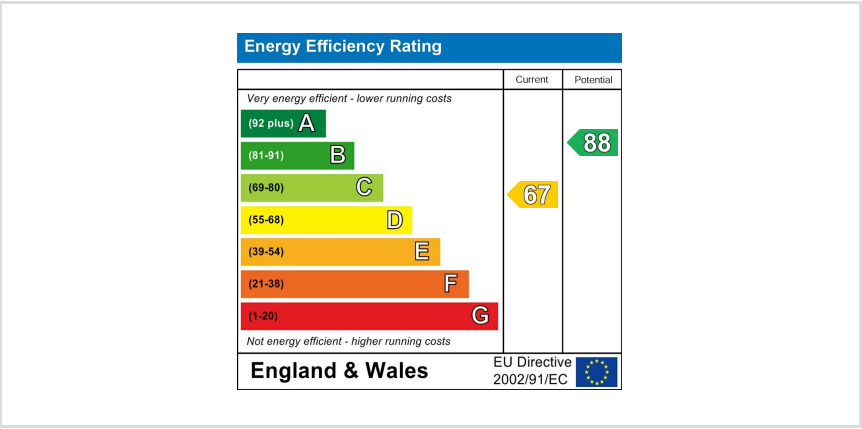 Energy Efficiency Rating
Current Potential
Very energy efficient - lower running costs
(92 plus) A
(81-91) B
(69-80) C
(55-68) D
(39-54) E
(21-38) F
(1-20) G
67
88
Not energy efficient - higher running costs
England & Wales
EU Directive
2002/91/EC